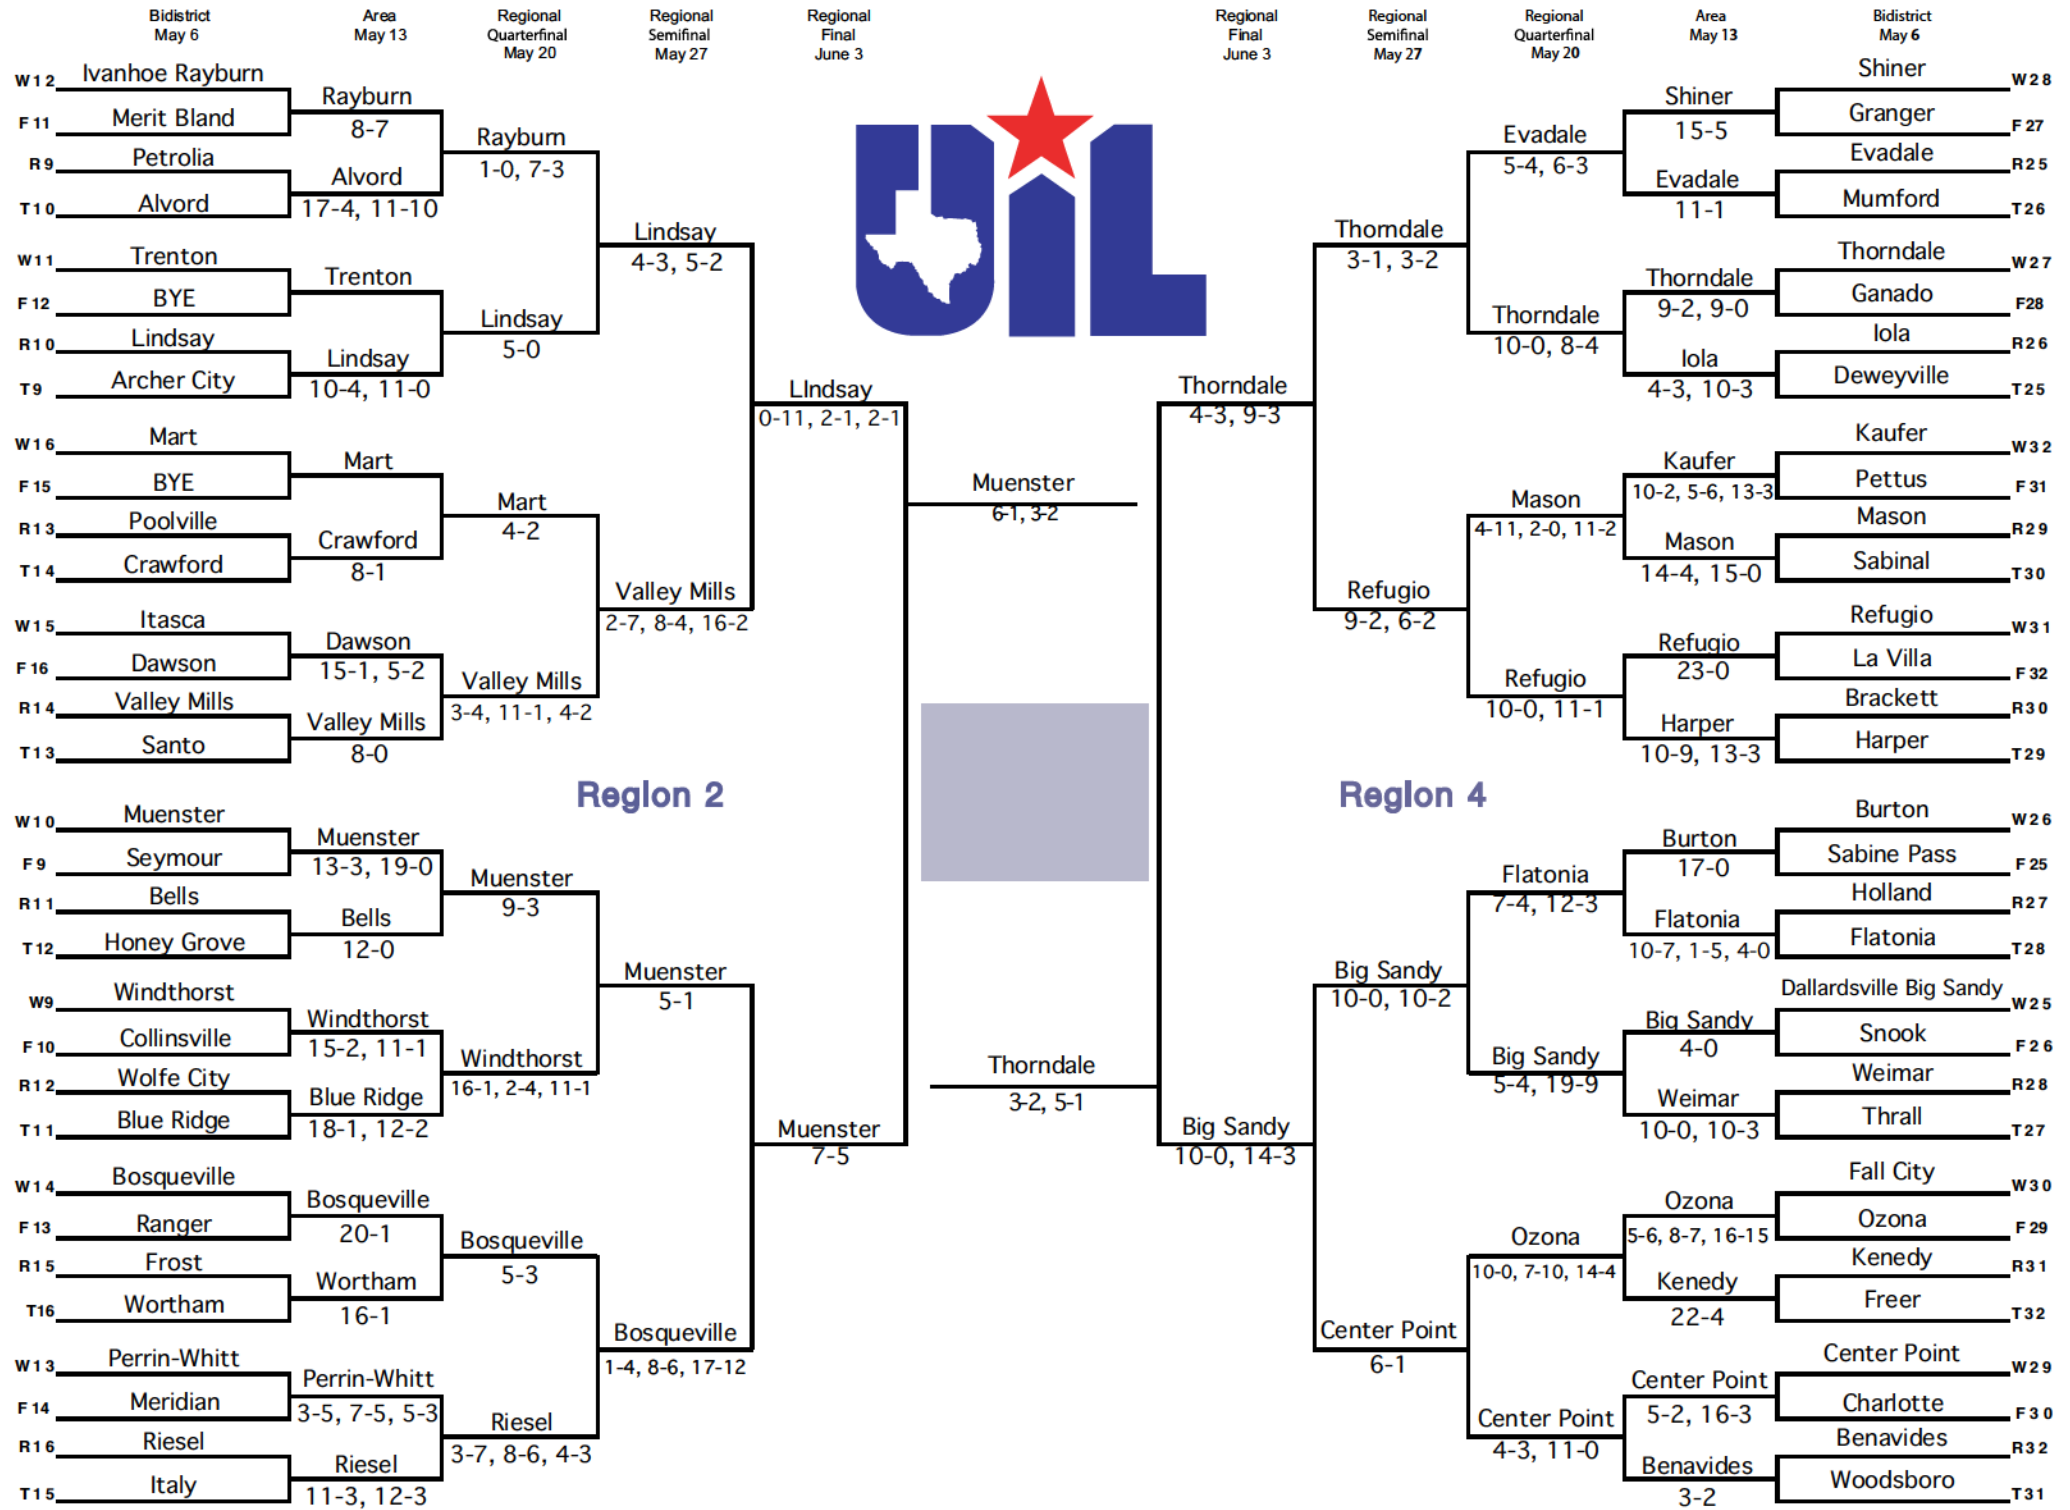 Bidistrict
May 6
Area
May 13
Regional
Quarterfinal
May 20
Regional
Semifinal
May 27
Regional
Final
June 3
Regional
Final
June 3
Regional
Semifinal
May 27
Regional
Quarterfinal
May 20
Area
May 13
Bidistrict
May 6
UIL
W12 Ivanhoe Rayburn
F11 Merit Bland
R9 Petrolia
T10 Alvord
W11 Trenton
F12 BYE
R10 Lindsay
T9 Archer City
W16 Mart
F15 BYE
R13 Poolville
T14 Crawford
W15 Itasca
F16 Dawson
R14 Valley Mills
T13 Santo
W10 Muenster
F9 Seymour
R11 Bells
T12 Honey Grove
W9 Windthorst
F10 Collinsville
R12 Wolfe City
T11 Blue Ridge
W14 Bosqueville
F13 Ranger
R15 Frost
T16 Wortham
W13 Perrin-Whitt
F14 Meridian
R16 Riesel
T15 Italy
Rayburn
8-7
Alvord
17-4, 11-10
Trenton
Lindsay
10-4, 11-0
Mart
Crawford
8-1
Dawson
15-1, 5-2
Valley Mills
8-0
Muenster
13-3, 19-0
Bells
12-0
Windthorst
15-2, 11-1
Blue Ridge
18-1, 12-2
Bosqueville
20-1
Wortham
16-1
Perrin-Whitt
3-5, 7-5, 5-3
Riesel
11-3, 12-3
Rayburn
1-0, 7-3
Lindsay
5-0
Mart
4-2
Valley Mills
3-4, 11-1, 4-2
Muenster
9-3
Windthorst
16-1, 2-4, 11-1
Bosqueville
5-3
Riesel
3-7, 8-6, 4-3
Lindsay
4-3, 5-2
Valley Mills
2-7, 8-4, 16-2
Muenster
5-1
Bosqueville
1-4, 8-6, 17-12
LIndsay
0-11, 2-1, 2-1
Muenster
7-5
Muenster
6-1, 3-2
Region 2
Region 4
Thorndale
3-2, 5-1
Thorndale
4-3, 9-3
Big Sandy
10-0, 14-3
Thorndale
3-1, 3-2
Refugio
9-2, 6-2
Big Sandy
10-0, 10-2
Center Point
6-1
Evadale
5-4, 6-3
Thorndale
10-0, 8-4
Mason
4-11, 2-0, 11-2
Refugio
10-0, 11-1
Flatonia
7-4, 12-3
Big Sandy
5-4, 19-9
Ozona
10-0, 7-10, 14-4
Center Point
4-3, 11-0
Shiner
15-5
Evadale
11-1
Thorndale
9-2, 9-0
Iola
4-3, 10-3
Kaufer
10-2, 5-6, 13-3
Mason
14-4, 15-0
Refugio
23-0
Harper
10-9, 13-3
Burton
17-0
Flatonia
10-7, 1-5, 4-0
Big Sandy
4-0
Weimar
10-0, 10-3
Ozona
5-6, 8-7, 16-15
Kenedy
22-4
Center Point
5-2, 16-3
Benavides
3-2
Shiner W28
Granger F27
Evadale R25
Mumford T26
Thorndale W27
Ganado F28
Iola R26
Deweyville T25
Kaufer W32
Pettus F31
Mason R29
Sabinal T30
Refugio W31
La Villa F32
Brackett R30
Harper T29
Burton W26
Sabine Pass F25
Holland R27
Flatonia T28
Dallardsville Big Sandy W25
Snook F26
Weimar R28
Thrall T27
Fall City W30
Ozona F29
Kenedy R31
Freer T32
Center Point W29
Charlotte F30
Benavides R32
Woodsboro T31